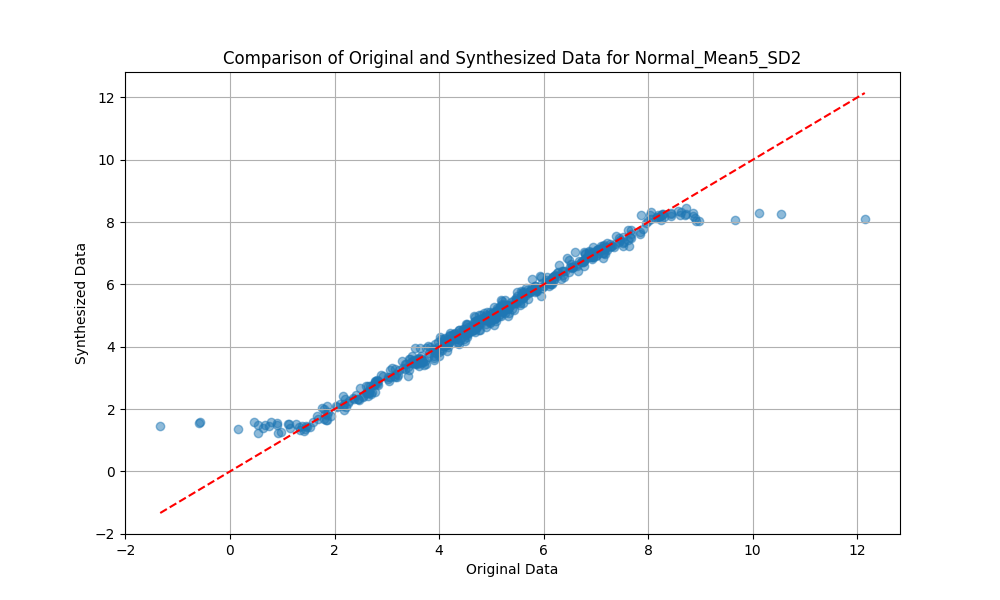 Comparison of Original and Synthesized Data for Normal_Mean5_SD2
12
10
8
6
4
2
0
−2
Synthesized Data
−2 0 2 4 6 8 10 12
Original Data